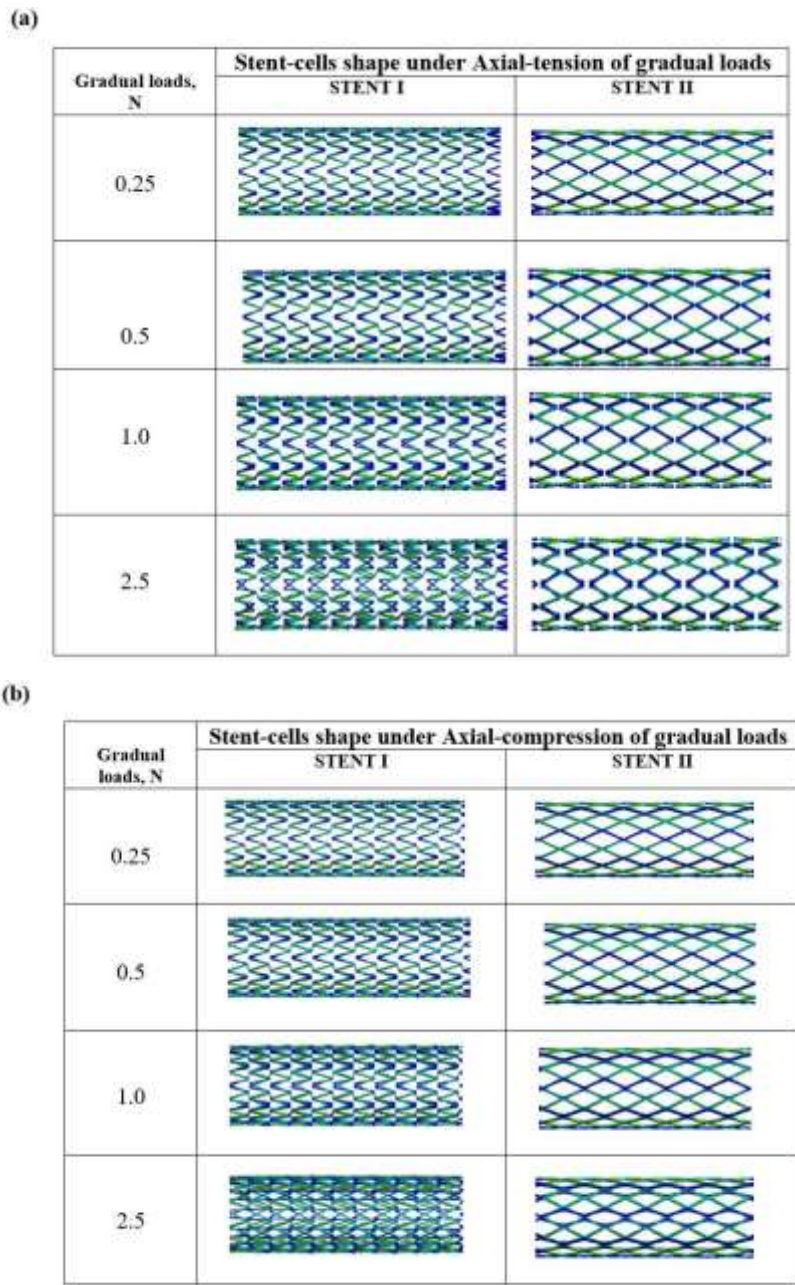 (a)
Gradual loads,
N
Stent-cells shape under Axial-tension of gradual loads
STENT I
STENT II
0.25
0.5
1.0
2.5
(b)
Gradual
loads, N
Stent-cells shape under Axial-compression of gradual loads
STENT I
STENT II
0.25
0.5
1.0
2.5